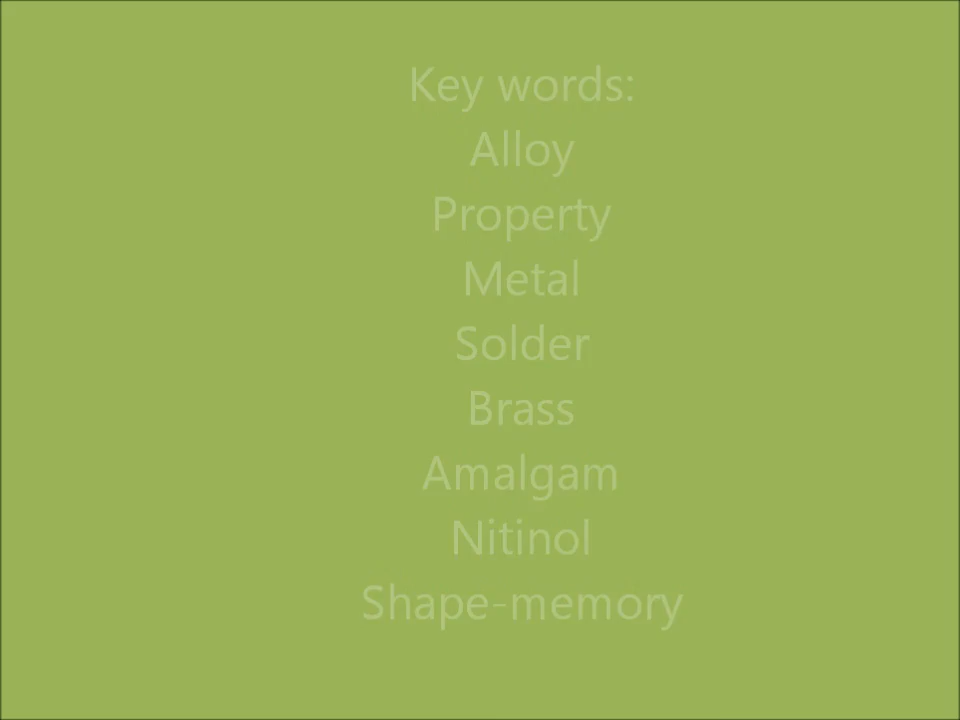 Key words:
Alloy
Property
Metal
Solder
Brass
Amalgam
Nitinol
Shape-memory